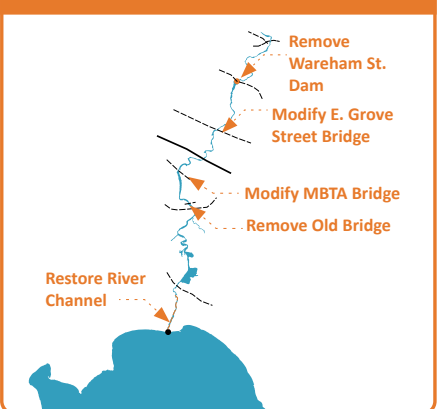 Remove
Wareham St.
Dam
Modify E. Grove
Street Bridge
Modify MBTA Bridge
Remove Old Bridge
Restore River
Channel